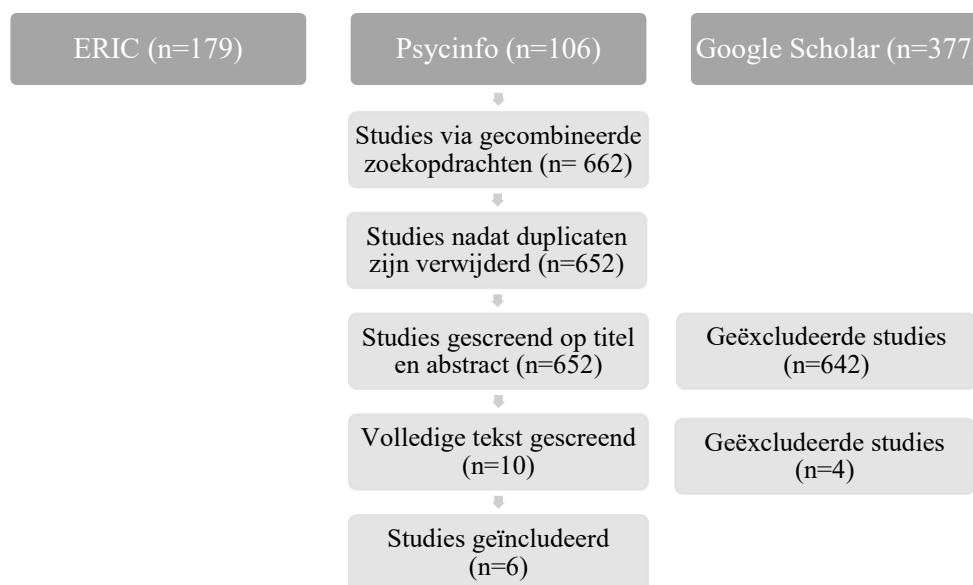 ERIC (n=179)
Psycinfo (n=106)
Google Scholar (n=377)
Studies via gecombineerde
zoekopdrachten (n= 662)
Studies nadat duplicaten
zijn verwijderd (n=652)
Studies gescreend op titel
en abstract (n=652)
Geëxcludeerde studies
(n=642)
Volledige tekst gescreend
(n=10)
Geëxcludeerde studies
(n=4)
Studies geïncludeerd
(n=6)